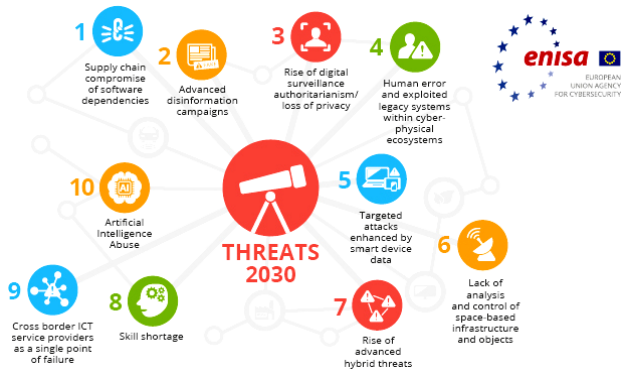 1
Supply chain
compromise
of software
dependencies
2
Advanced
disinformation
campaigns
3
Rise of digital
surveillance
authoritarianism/
loss of privacy
4
Human error
and exploited
legacy systems
within cyber-
physical
ecosystems
enisa
EUROPEAN
UNION AGENCY
FOR CYBERSECURITY
THREATS
2030
5
Targeted
attacks
enhanced by
smart device
data
6
Lack of
analysis
and control of
space-based
infrastructure
and objects
7
Rise of
advanced
hybrid threats
8
Skill shortage
9
Cross border ICT
service providers
as a single point
of failure
10
AI
Artificial
Intelligence
Abuse